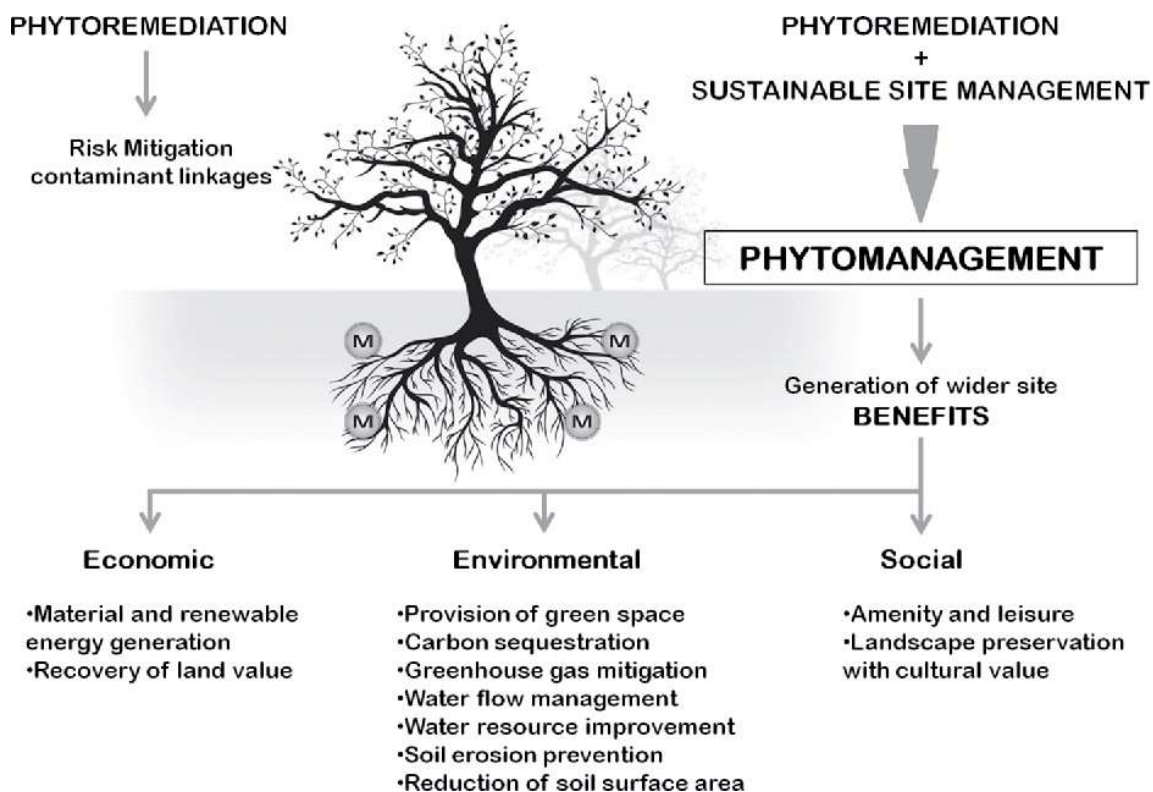 PHYTOREMEDIATION
Risk Mitigation
contaminant linkages
PHYTOREMEDIATION
+
SUSTAINABLE SITE MANAGEMENT
PHYTOMANAGEMENT
Generation of wider site
BENEFITS
M
M
M
M
Economic
•Material and renewable
energy generation
•Recovery of land value
Environmental
•Provision of green space
•Carbon sequestration
•Greenhouse gas mitigation
•Water flow management
•Water resource improvement
•Soil erosion prevention
•Reduction of soil surface area
Social
•Amenity and leisure
•Landscape preservation
with cultural value